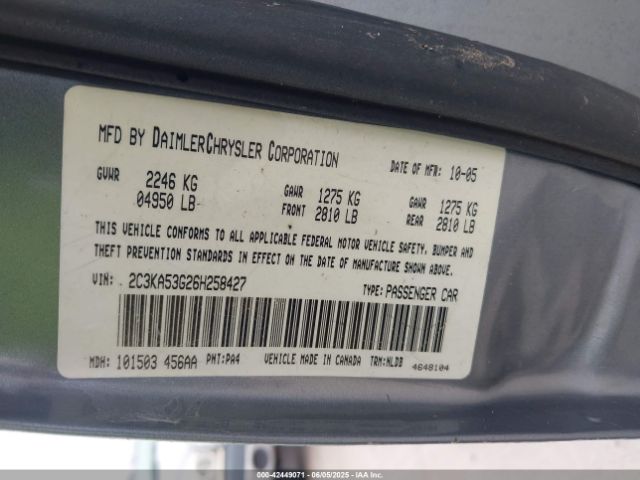 MFD BY DAIMLERCHRYSLER CORPORATION DATE OF MFR: 10-05
GVWR 2246 KG 04950 LB GAWR FRONT 1275 KG 2810 LB GAWR REAR 1275 KG 2810 LB
THIS VEHICLE CONFORMS TO ALL APPLICABLE FEDERAL MOTOR VEHICLE SAFETY, BUMPER AND
THEFT PREVENTION STANDARDS IN EFFECT ON THE DATE OF MANUFACTURE SHOWN ABOVE.
VIN: 2C3KA53G26H258427 TYPE: PASSENGER CAR
MDH: 101503 456AA PNT: PA4 VEHICLE MADE IN CANADA TRM: NLDB 4648104
000-42449071 - 06/05/2025 - IAA Inc.